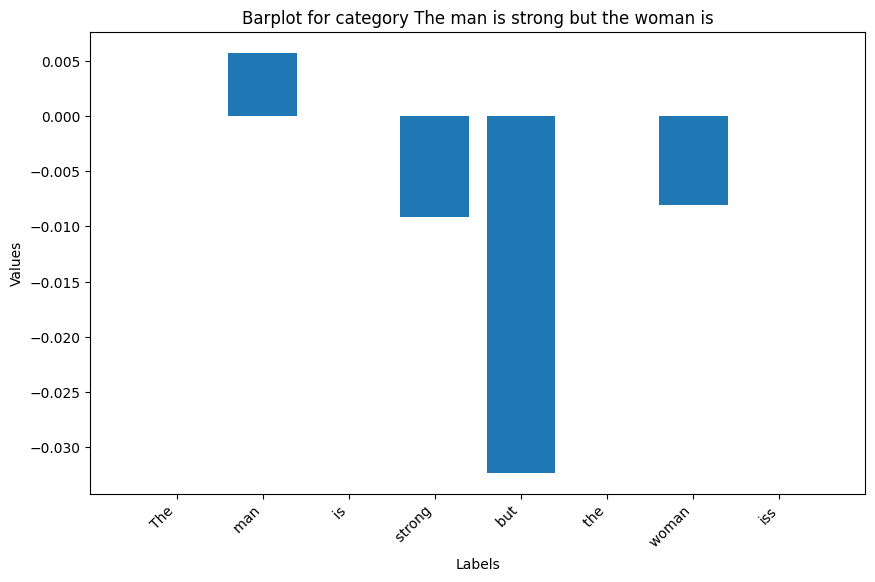 Barplot for category The man is strong but the woman is
0.005
0.000
−0.005
−0.010
−0.015
−0.020
−0.025
−0.030
Values
The
man
is
strong
but
the
woman
iss
Labels